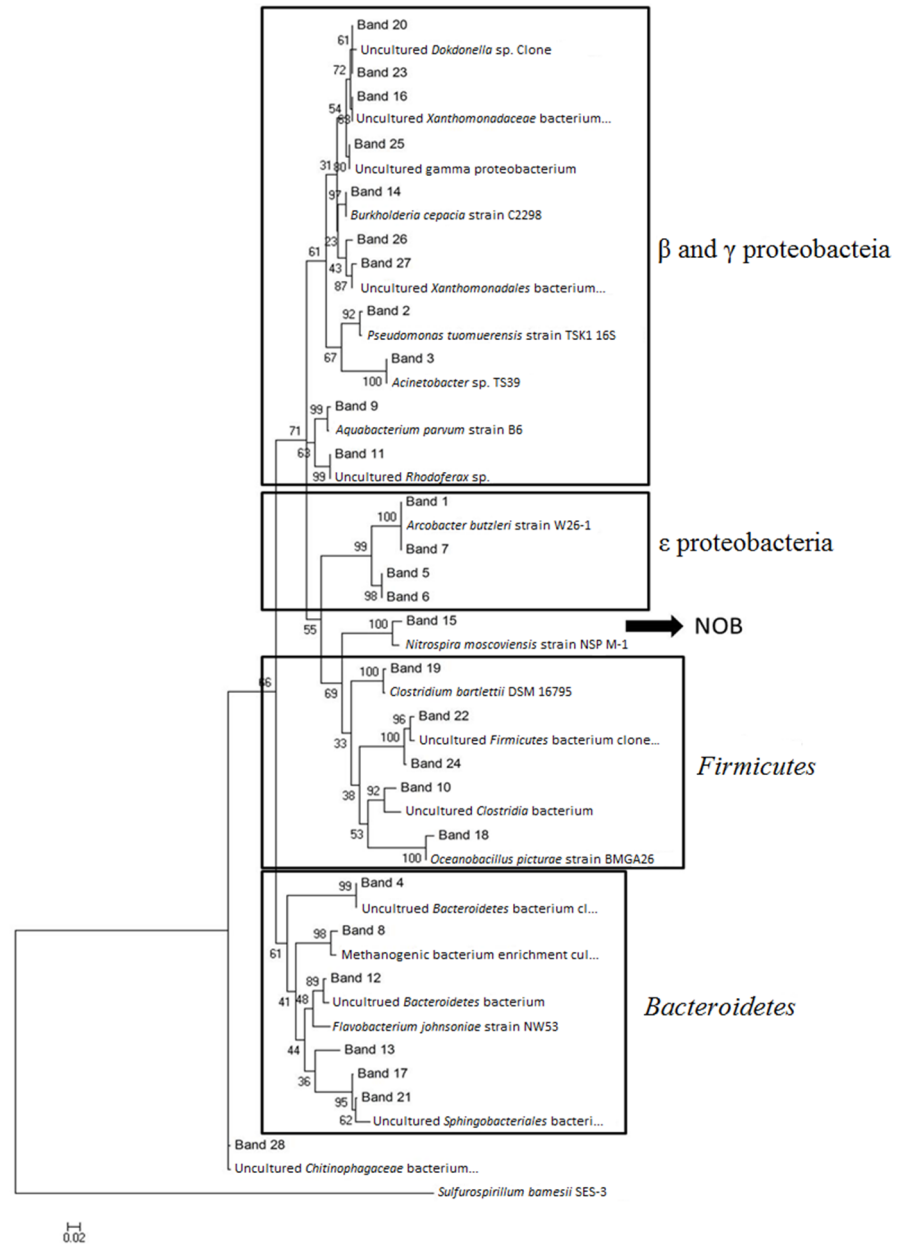 Band 20
61
Uncultured Dokdonella sp. Clone
Band 23
72
Band 16
54
68
Uncultured Xanthomonadaceae bacterium...
Band 25
31
80
Uncultured gamma proteobacterium
Band 14
97
Burkholderia cepacia strain C2298
Band 26
23
61
β and γ proteobacteia
Band 27
43
87
Uncultured Xanthomonadales bacterium...
Band 2
92
Pseudomonas tuomuerensis strain TSK1 16S
Band 3
67
100
Acinetobacter sp. TS39
Band 9
99
71
Aquabacterium parvum strain B6
Band 11
63
99
Uncultured Rhodoferax sp.
Band 1
100
Arcobacter butzleri strain W26-1
ε proteobacteria
99
Band 7
Band 5
98
Band 6
Band 15
100
55
NOB
Nitrospira moscoviensis strain NSP M-1
Band 19
100
66
69
Clostridium bartlettii DSM 16795
Band 22
96
100
33
Uncultured Firmicutes bacterium clone...
Band 24
Firmicutes
Band 10
92
38
Uncultured Clostridia bacterium
Band 18
53
100
Oceanobacillus picturae strain BMGA26
Band 4
99
Uncultrued Bacteroidetes bacterium cl...
Band 8
98
61
Methanogenic bacterium enrichment cul...
Band 12
89
41
48
Uncultrued Bacteroidetes bacterium
Bacteroidetes
Flavobacterium johnsoniae strain NW53
Band 13
44
Band 17
36
Band 21
95
62
Uncultured Sphingobacteriales bacteri...
Band 28
Uncultured Chitinophagaceae bacterium...
Sulfurospirillum bamesii SES-3
0.02